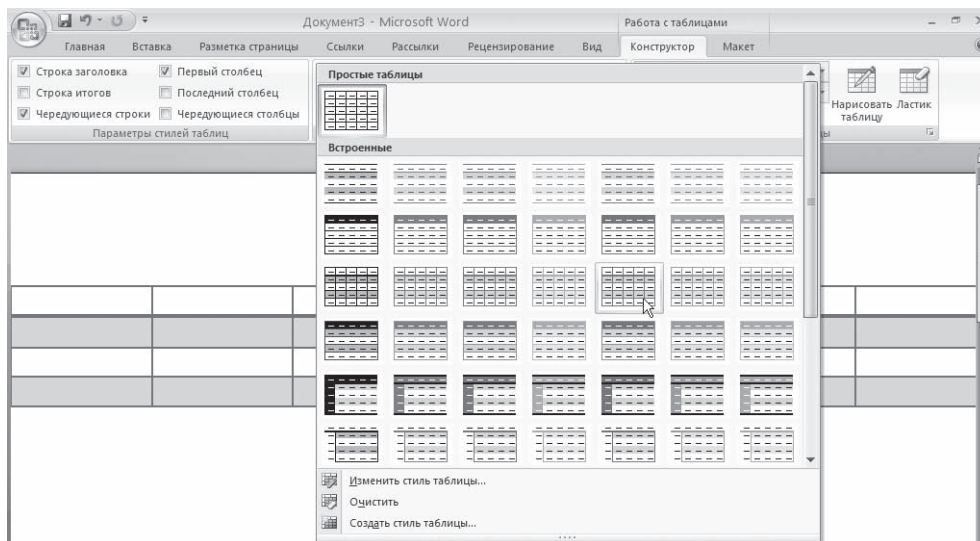 Документ3 - Microsoft Word
Работа с таблицами
Главная Вставка Разметка страницы Ссылки Рассылки Рецензирование Вид Конструктор Макет
Строка заголовка Первый столбец
Строка итогов Последний столбец
Чередующиеся строки Чередующиеся столбцы
Параметры стилей таблиц
Простые таблицы
Встроенные
Изменить стиль таблицы...
Очистить
Создать стиль таблицы...
Нарисовать таблицу
Ластик